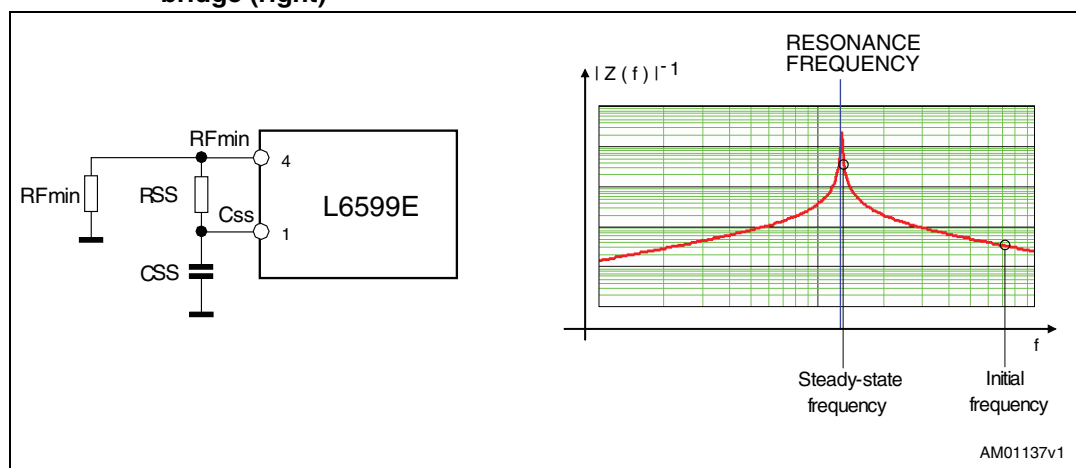 bridge (right)
RFmin
4
RFmin
RSS
L6599E
Css
1
CSS
RESONANCE
FREQUENCY
| Z ( f ) |-1
f
Steady-state
frequency
Initial
frequency
AM01137v1